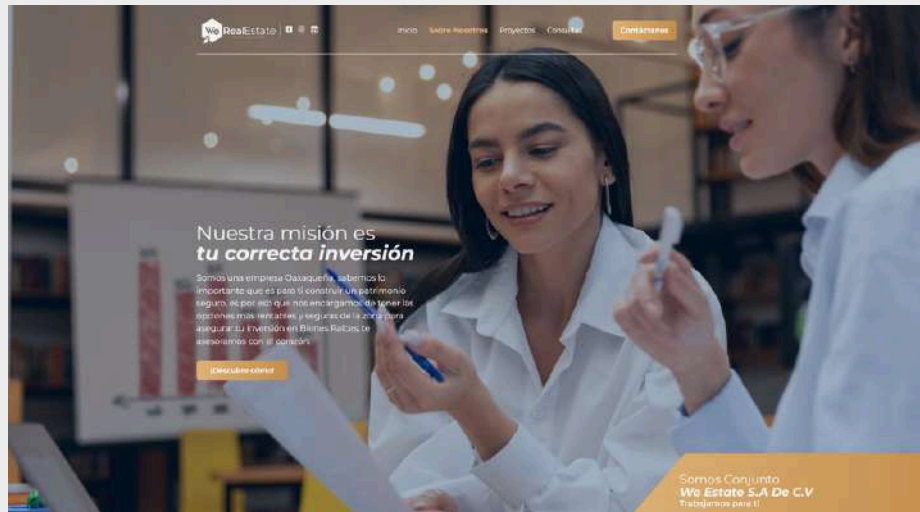 We RealEstate
Inicio Sobre Nosotros Proyectos Consultar Contáctanos
Nuestra misión es
tu correcta inversión
Somos una empresa Oaxaqueña, sabemos lo
importante que es para ti construir un patrimonio
seguro, es por eso que nos encargamos de tener las
opciones más rentables y seguras de la zona para
asegurar tu inversión en Bienes Raíces, te
asesoramos con el corazón.
¡Descubre cómo!
Somos Conjunto
We Estate S.A De C.V
Trabajamos para ti